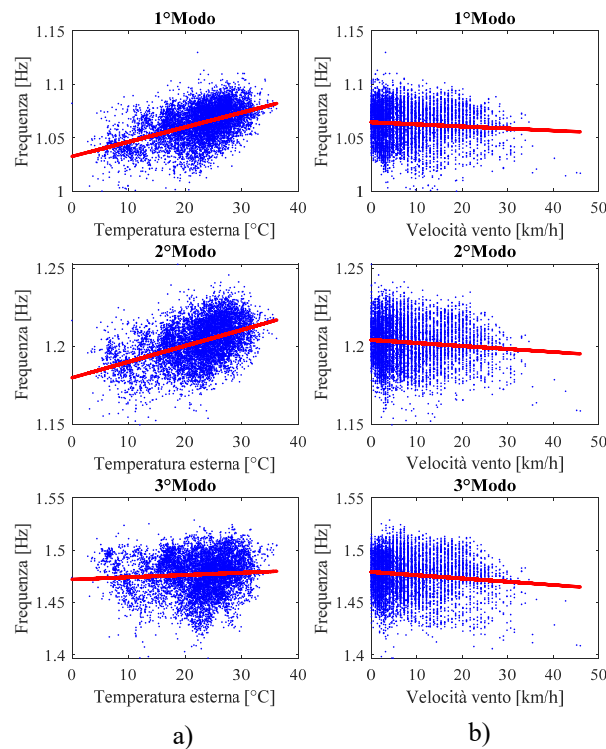 1°Modo
1.15
1.1
1.05
1
Frequenza [Hz]
0 10 20 30 40
Temperatura esterna [°C]
1°Modo
1.15
1.1
1.05
1
Frequenza [Hz]
0 10 20 30 40 50
Velocità vento [km/h]
2°Modo
1.25
1.2
1.15
Frequenza [Hz]
0 10 20 30 40
Temperatura esterna [°C]
2°Modo
1.25
1.2
1.15
Frequenza [Hz]
0 10 20 30 40 50
Velocità vento [km/h]
3°Modo
1.55
1.5
1.45
1.4
Frequenza [Hz]
0 10 20 30 40
Temperatura esterna [°C]
3°Modo
1.55
1.5
1.45
1.4
Frequenza [Hz]
0 10 20 30 40 50
Velocità vento [km/h]
a)
b)